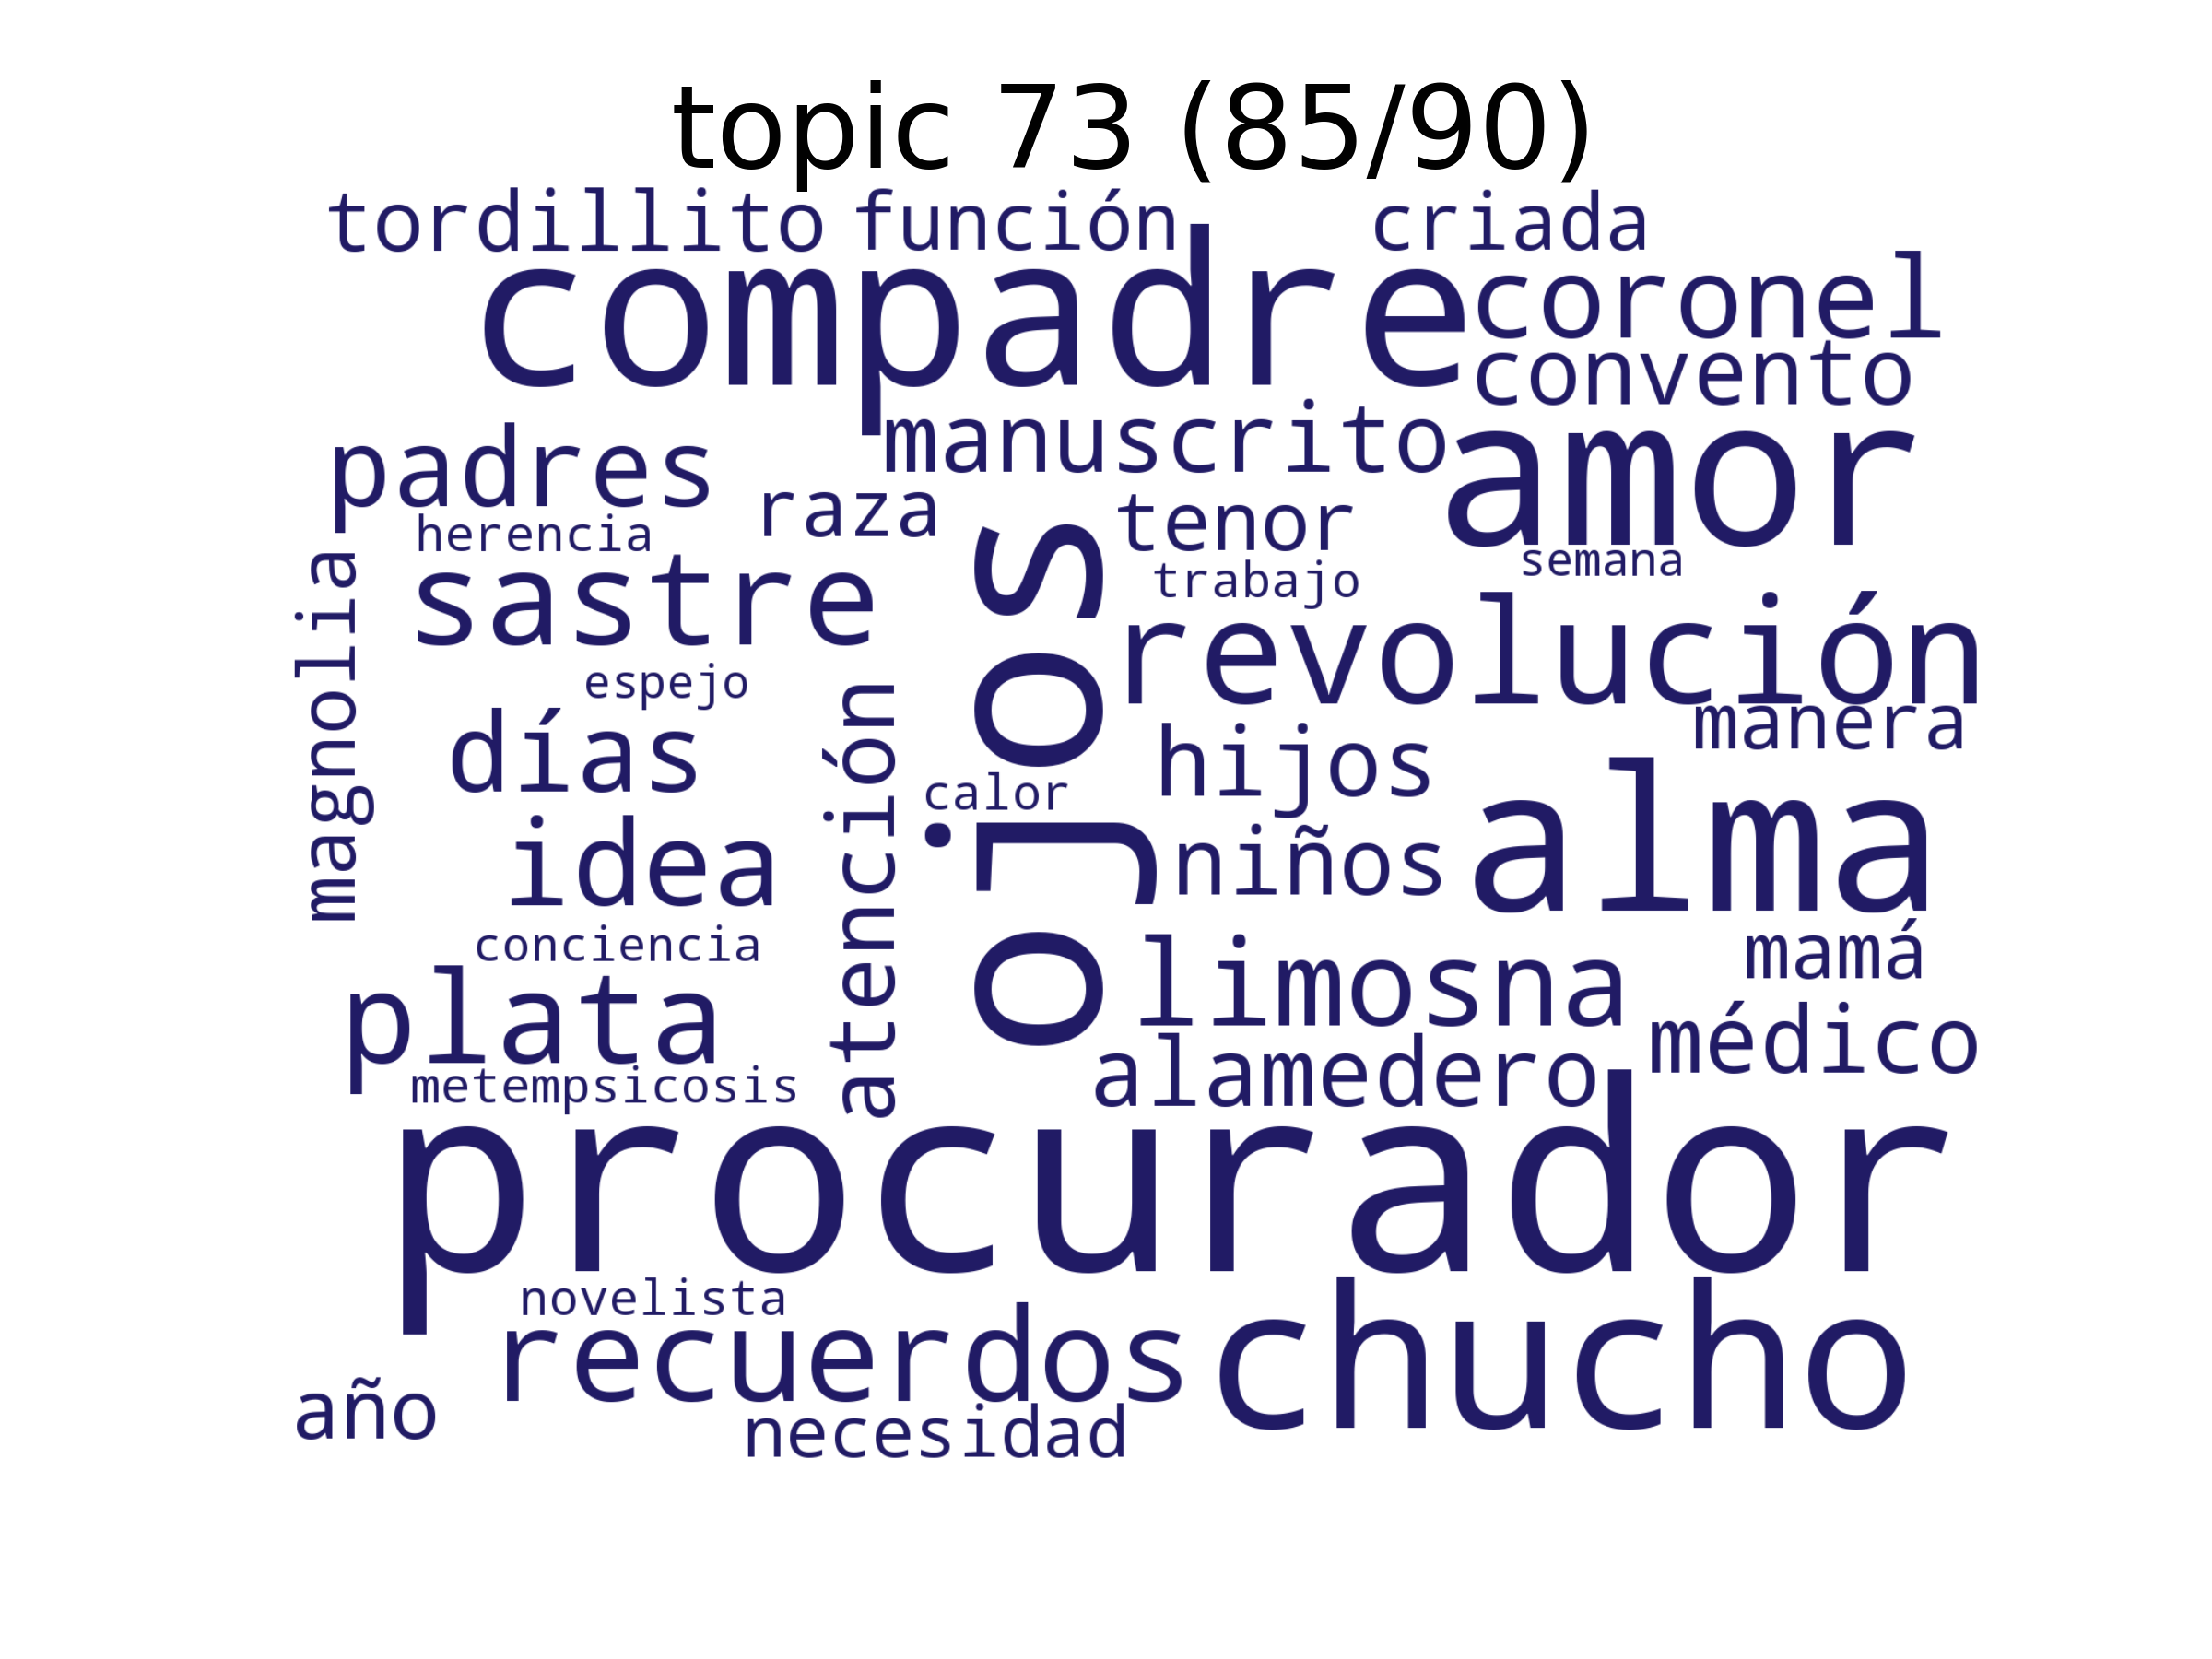 topic 73 (85/90)
tordillito función criada
compadre coronel
convento
manuscrito
padres
amor
raza
tenor
herencia
semana
sastre
trabajo
magnolia
ojos
revolución
espejo
manera
días
hijos
atención
calor
alma
idea
niños
conciencia
mamá
limosna
plata
médico
alamedero
metempsicosis
procurador
novelista
recuerdos chucho
año
necesidad